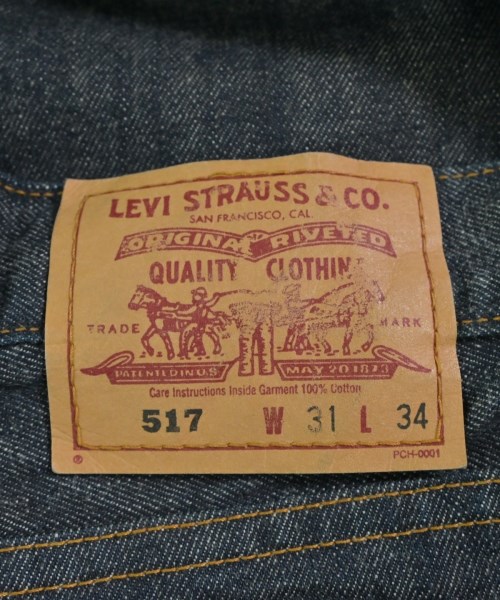 LEVI STRAUSS & CO.
SAN FRANCISCO, CAL.
ORIGINAL RIVETED
QUALITY CLOTHING
TRADE MARK
PATENTED IN U.S. MAY 20 1873
Care Instructions Inside Garment 100% Cotton
517 W 31 L 34
® PCH-0001